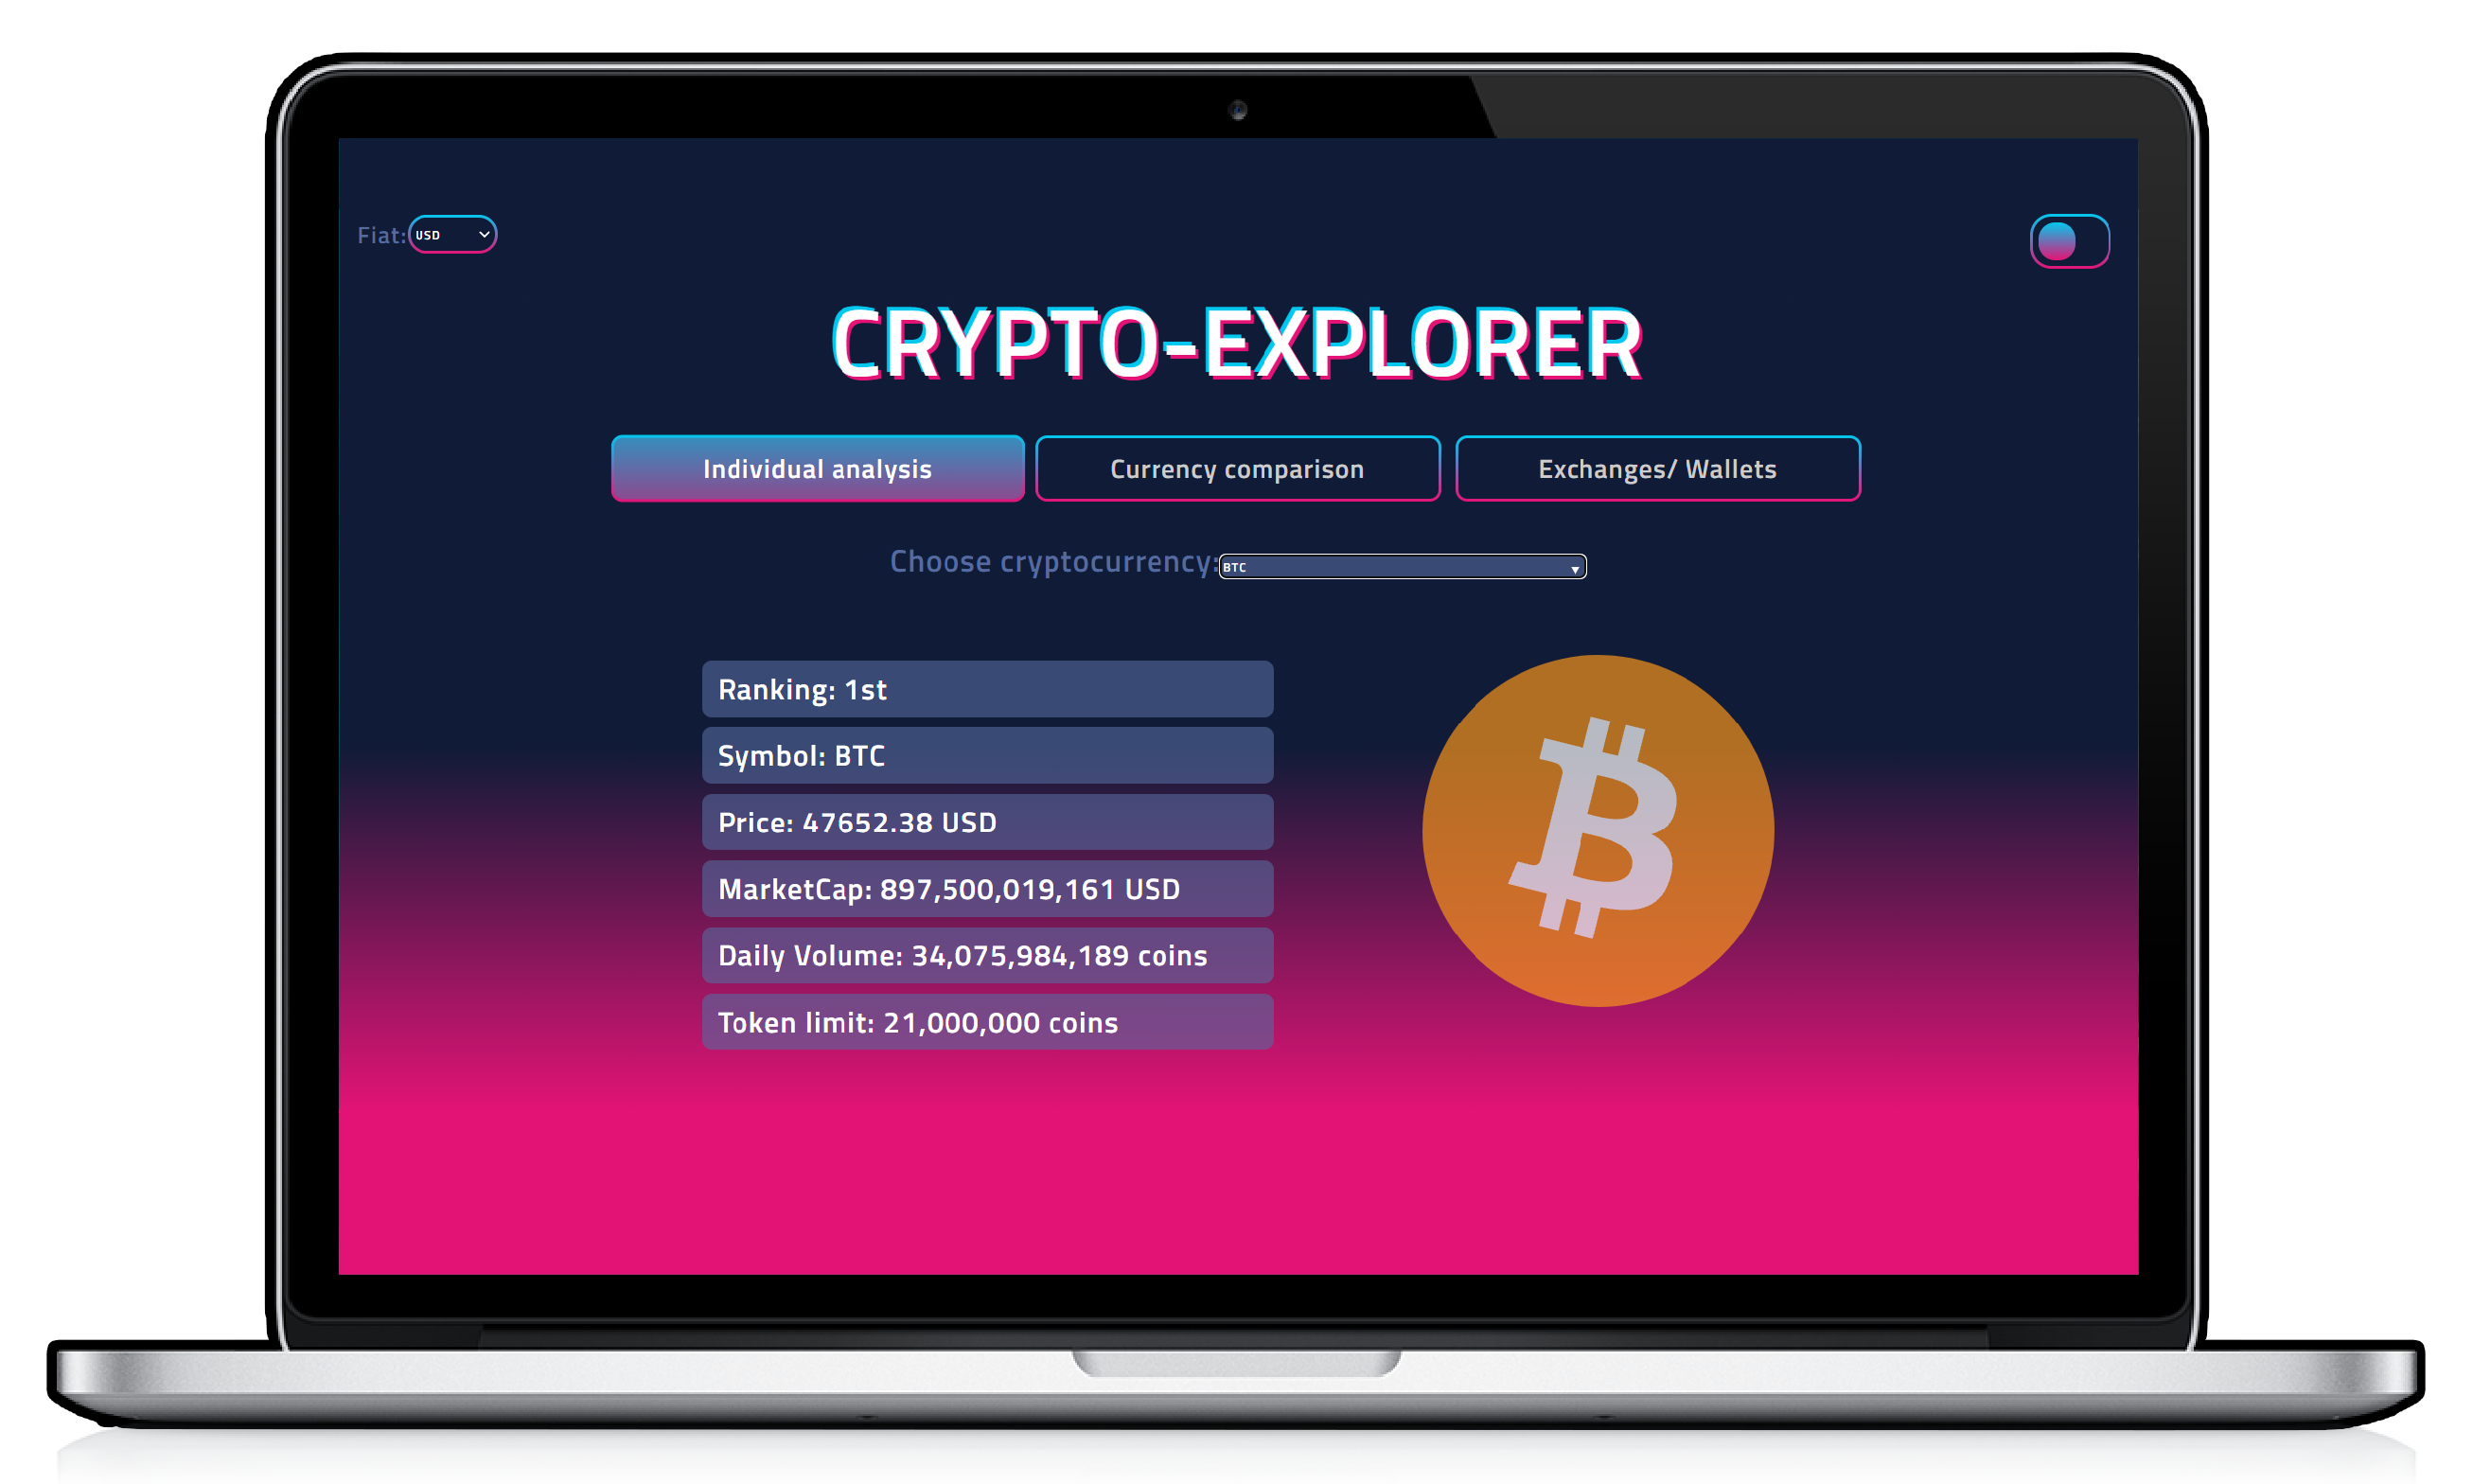 Fiat: USD
CRYPTO-EXPLORER
Individual analysis
Currency comparison
Exchanges/ Wallets
Choose cryptocurrency: BTC
Ranking: 1st
Symbol: BTC
Price: 47652.38 USD
MarketCap: 897,500,019,161 USD
Daily Volume: 34,075,984,189 coins
Token limit: 21,000,000 coins